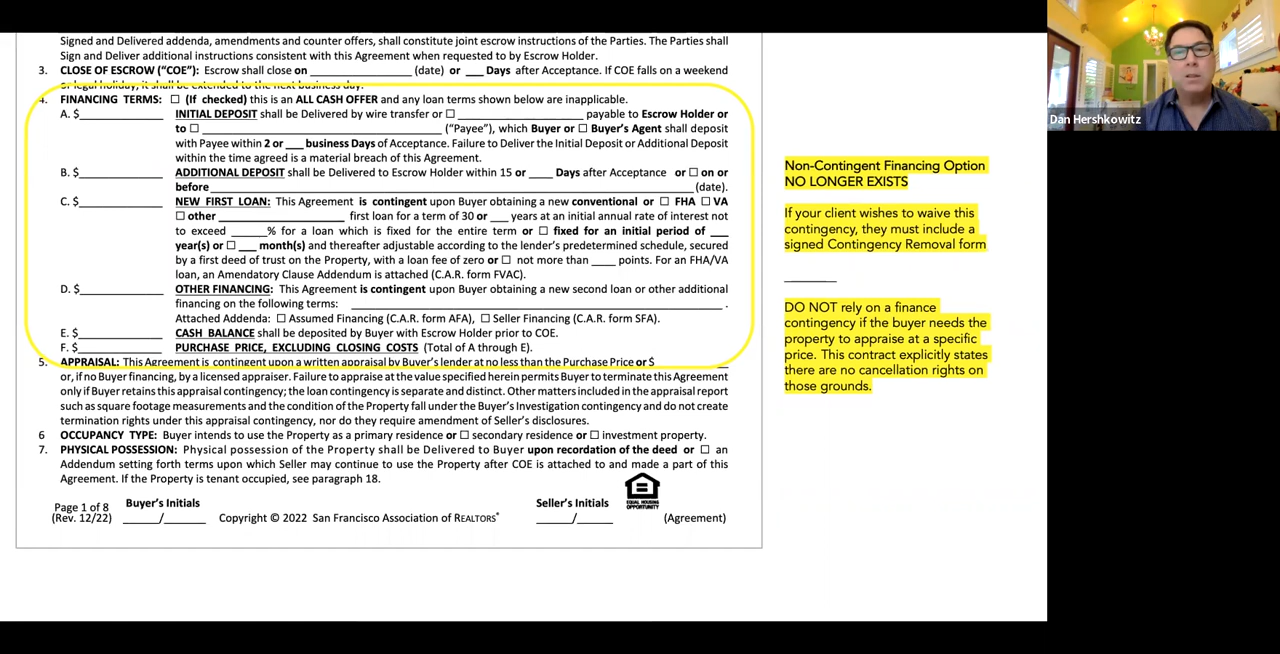 Signed and Delivered addenda, amendments and counter offers, shall constitute joint escrow instructions of the Parties. The Parties shall
Sign and Deliver additional instructions consistent with this Agreement when requested to by Escrow Holder.
3. CLOSE OF ESCROW ("COE"): Escrow shall close on ____________________ (date) or ___ Days after Acceptance. If COE falls on a weekend
or legal holiday, it shall be extended to the next business day.
4. FINANCING TERMS: ☐ (If checked) this is an ALL CASH OFFER and any loan terms shown below are inapplicable.
A. $________________ INITIAL DEPOSIT shall be Delivered by wire transfer or ☐ _________________________ payable to Escrow Holder or
to ☐ ________________________________________________ ("Payee"), which Buyer or ☐ Buyer's Agent shall deposit
with Payee within 2 or ___ business Days of Acceptance. Failure to Deliver the Initial Deposit or Additional Deposit
within the time agreed is a material breach of this Agreement.
B. $________________ ADDITIONAL DEPOSIT shall be Delivered to Escrow Holder within 15 or ____ Days after Acceptance or ☐ on or
before ________________________________________________ (date).
C. $________________ NEW FIRST LOAN: This Agreement is contingent upon Buyer obtaining a new conventional or ☐ FHA ☐ VA
☐ other _________________________ first loan for a term of 30 or ___ years at an initial annual rate of interest not
to exceed ______% for a loan which is fixed for the entire term or ☐ fixed for an initial period of ___
year(s) or ☐ ___ month(s) and thereafter adjustable according to the lender's predetermined schedule, secured
by a first deed of trust on the Property, with a loan fee of zero or ☐ not more than ____ points. For an FHA/VA
loan, an Amendatory Clause Addendum is attached (C.A.R. form FVAC).
D. $________________ OTHER FINANCING: This Agreement is contingent upon Buyer obtaining a new second loan or other additional
financing on the following terms: ________________________________________________ .
Attached Addenda: ☐ Assumed Financing (C.A.R. form AFA), ☐ Seller Financing (C.A.R. form SFA).
E. $________________ CASH BALANCE shall be deposited by Buyer with Escrow Holder prior to COE.
F. $________________ PURCHASE PRICE, EXCLUDING CLOSING COSTS (Total of A through E).
5. APPRAISAL: This Agreement is contingent upon a written appraisal by Buyer's lender at no less than the Purchase Price or $
or, if no Buyer financing, by a licensed appraiser. Failure to appraise at the value specified herein permits Buyer to terminate this Agreement
only if Buyer retains this appraisal contingency; the loan contingency is separate and distinct. Other matters included in the appraisal report
such as square footage measurements and the condition of the Property fall under the Buyer's Investigation contingency and do not create
termination rights under this appraisal contingency, nor do they require amendment of Seller's disclosures.
6 OCCUPANCY TYPE: Buyer intends to use the Property as a primary residence or ☐ secondary residence or ☐ investment property.
7. PHYSICAL POSSESSION: Physical possession of the Property shall be Delivered to Buyer upon recordation of the deed or ☐ an
Addendum setting forth terms upon which Seller may continue to use the Property after COE is attached to and made a part of this
Agreement. If the Property is tenant occupied, see paragraph 18.
Page 1 of 8 Buyer's Initials Seller's Initials EQUAL HOUSING OPPORTUNITY
(Rev. 12/22) ______/_______ Copyright © 2022 San Francisco Association of REALTORS® ______/______ (Agreement)
Dan Hershkowitz
Non-Contingent Financing Option
NO LONGER EXISTS
If your client wishes to waive this
contingency, they must include a
signed Contingency Removal form
DO NOT rely on a finance
contingency if the buyer needs the
property to appraise at a specific
price. This contract explicitly states
there are no cancellation rights on
those grounds.